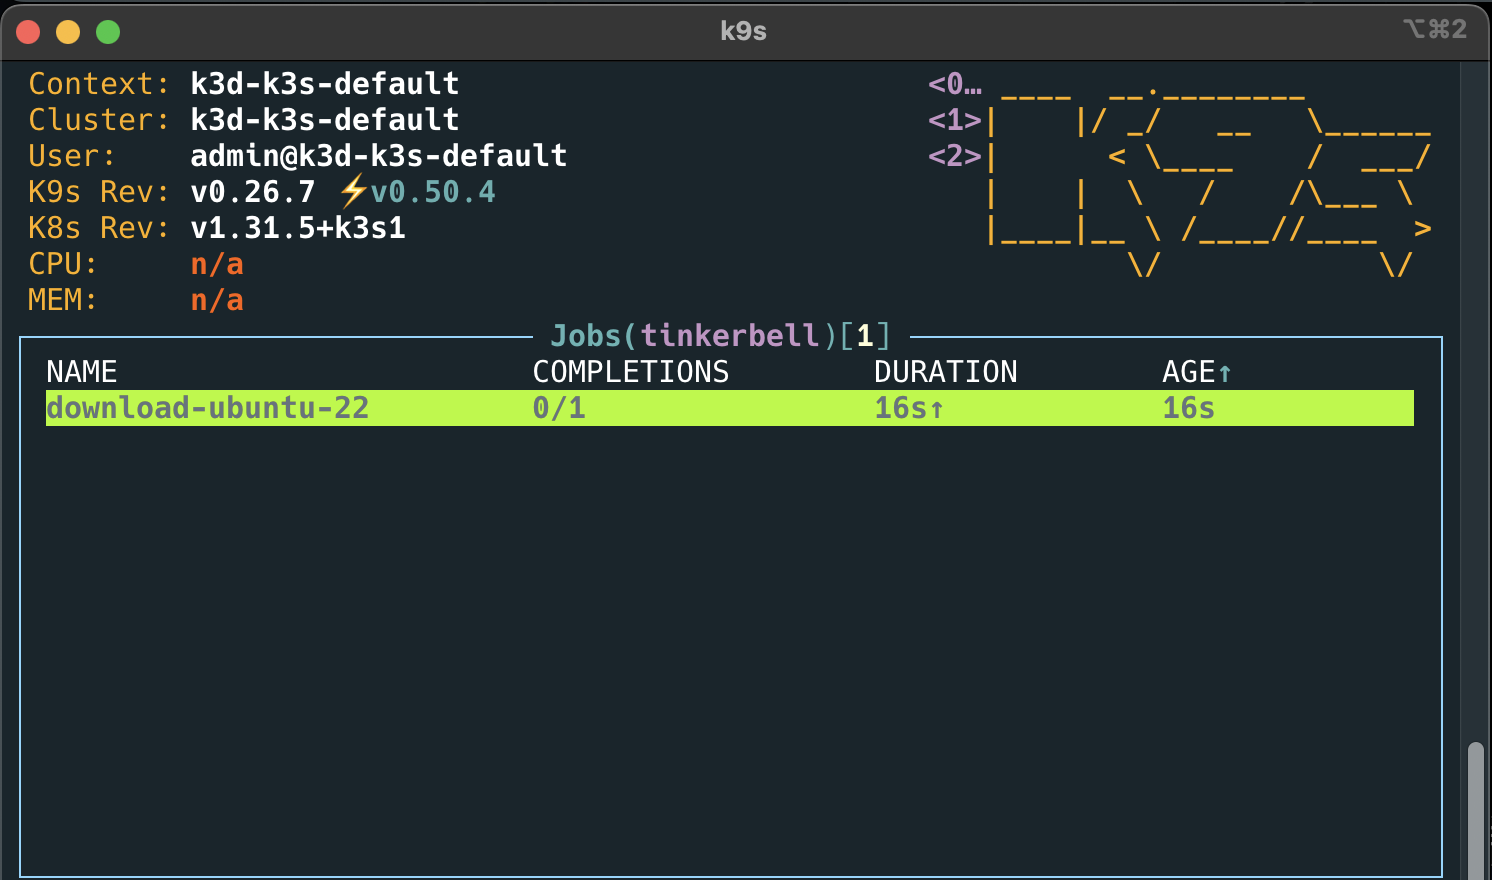 k9s ⌥⌘2
Context: k3d-k3s-default <0…
Cluster: k3d-k3s-default <1>
User: admin@k3d-k3s-default <2>
K9s Rev: v0.26.7 ⚡v0.50.4
K8s Rev: v1.31.5+k3s1
CPU: n/a
MEM: n/a
Jobs(tinkerbell)[1]
NAME COMPLETIONS DURATION AGE↑
download-ubuntu-22 0/1 16s↑ 16s